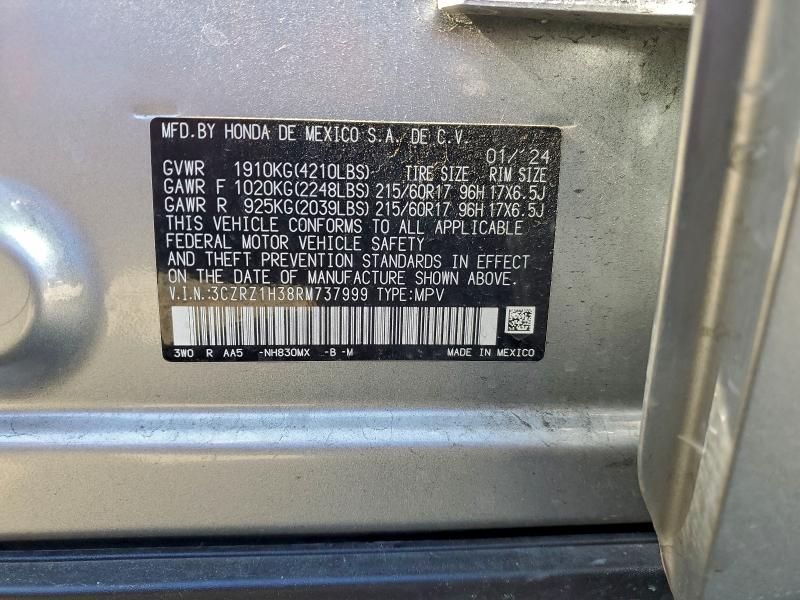 MFD.BY HONDA DE MEXICO S.A. DE C.V.
01/'24
GVWR 1910KG(4210LBS) TIRE SIZE RIM SIZE
GAWR F 1020KG(2248LBS) 215/60R17 96H 17X6.5J
GAWR R 925KG(2039LBS) 215/60R17 96H 17X6.5J
THIS VEHICLE CONFORMS TO ALL APPLICABLE
FEDERAL MOTOR VEHICLE SAFETY
AND THEFT PREVENTION STANDARDS IN EFFECT
ON THE DATE OF MANUFACTURE SHOWN ABOVE.
V.I.N.:3CZRZ1H38RM737999 TYPE:MPV
3W0 R AA5 -NH830MX -B -M MADE IN MEXICO